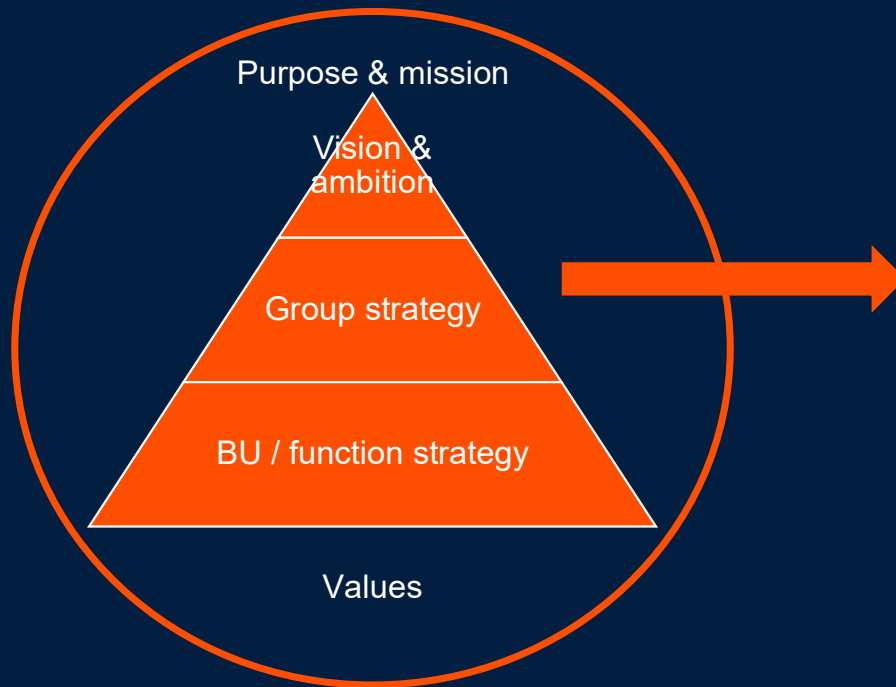 Purpose & mission
Vision &
ambition
Group strategy
BU / function strategy
Values